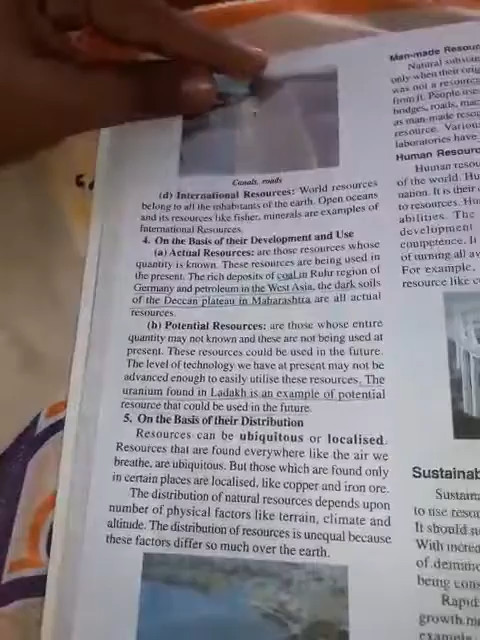 Canals, roads
(d) International Resources: World resources
belong to all the inhabitants of the earth. Open oceans
and its resources like fisher, minerals are examples of
International Resources.
4. On the Basis of their Development and Use
(a) Actual Resources: are those resources whose
quantity is known. These resources are being used in
the present. The rich deposits of coal in Ruhr region of
Germany and petroleum in the West Asia, the dark soils
of the Deccan plateau in Maharashtra are all actual
resources.
(b) Potential Resources: are those whose entire
quantity may not known and these are not being used at
present. These resources could be used in the future.
The level of technology we have at present may not be
advanced enough to easily utilise these resources. The
uranium found in Ladakh is an example of potential
resource that could be used in the future.
5. On the Basis of their Distribution
Resources can be ubiquitous or localised.
Resources that are found everywhere like the air we
breathe, are ubiquitous. But those which are found only
in certain places are localised, like copper and iron ore.
The distribution of natural resources depends upon
number of physical factors like terrain, climate and
altitude. The distribution of resources is unequal because
these factors differ so much over the earth.
Man-made Resour
Natural substan
only when their orig
was not a resource
from it. People use
bridges, roads, mac
as man-made resou
resource. Various
laboratories have
Human Resourc
Human resou
of the world. Hu
nation. It is their
to resources. Hu
abilities. The
development
competence. It
of turning all av
For example,
resource like c
Sustainab
Sustain
to use resou
It should n
With increa
of demand
being cons
Rapid
growth
example